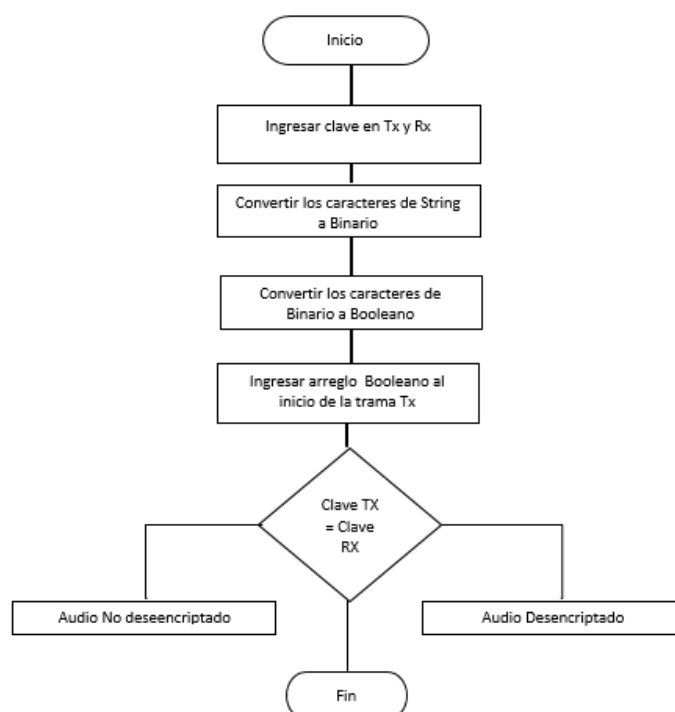 Inicio
Ingresar clave en Tx y Rx
Convertir los caracteres de String
a Binario
Convertir los caracteres de
Binario a Booleano
Ingresar arreglo Booleano al
inicio de la trama Tx
Clave TX
= Clave
RX
Audio No deseencriptado
Audio Desencriptado
Fin